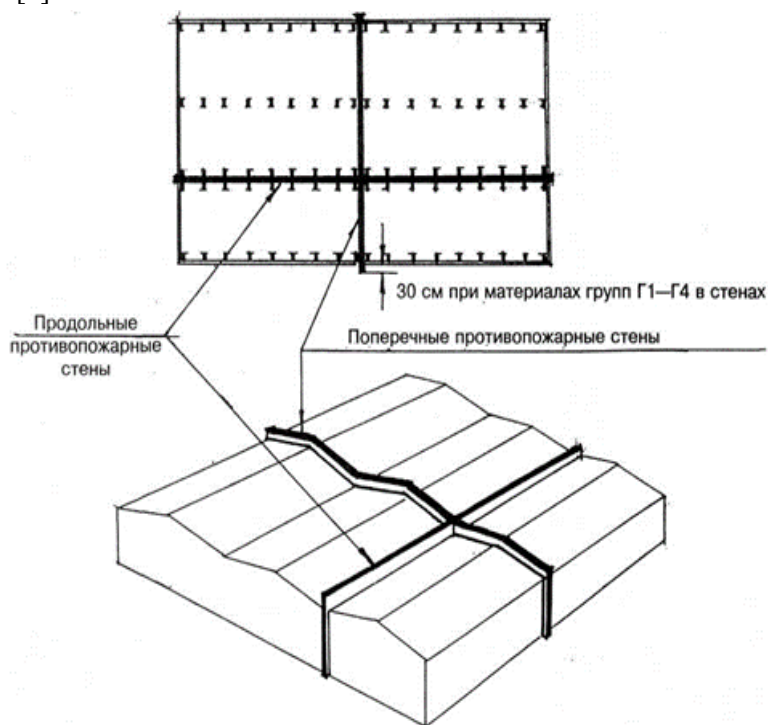 30 см при материалах групп Г1—Г4 в стенах
Продольные
противопожарные
стены
Поперечные противопожарные стены